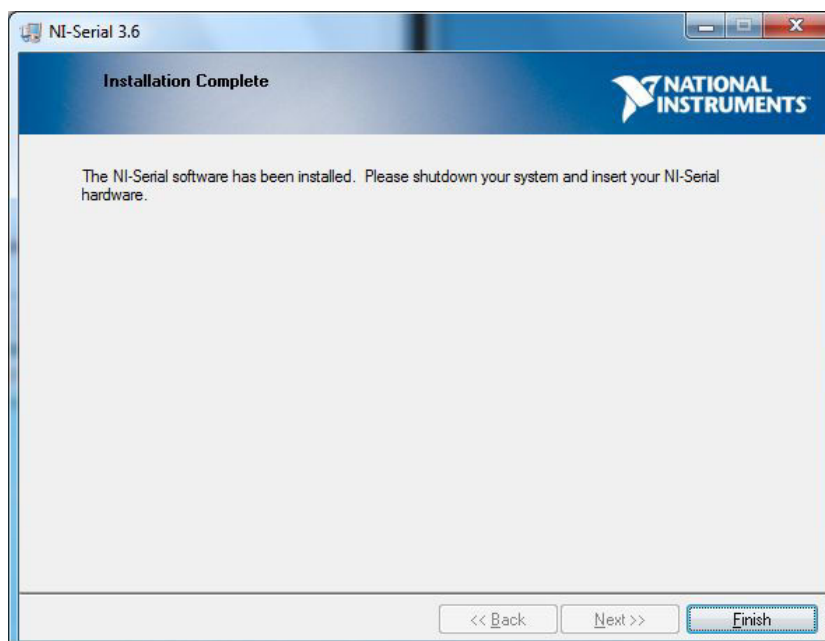 NI-Serial 3.6
Installation Complete
NATIONAL
INSTRUMENTS
The NI-Serial software has been installed. Please shutdown your system and insert your NI-Serial
hardware.
<< Back
Next >>
Finish